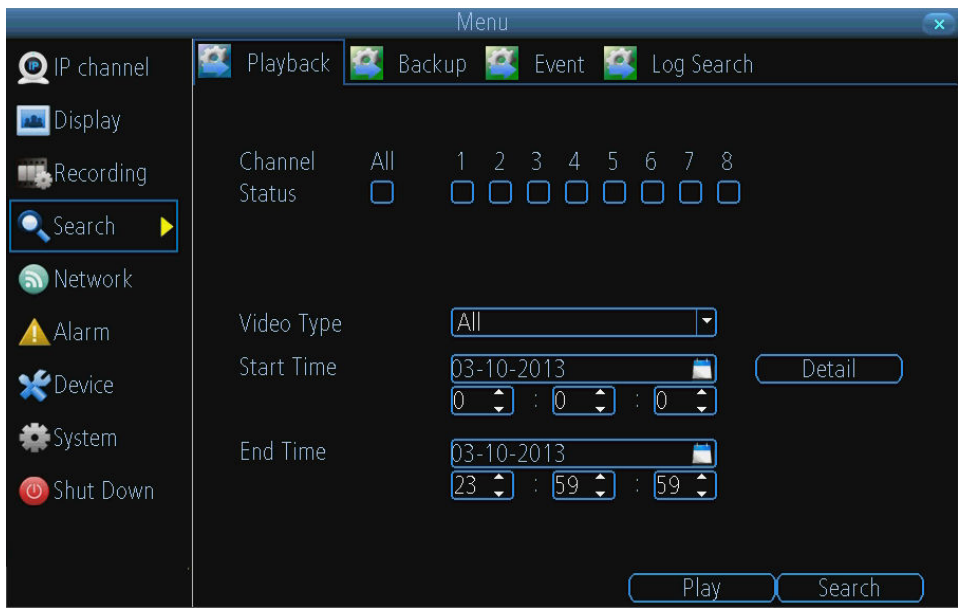 Menu
IP channel
Display
Recording
Search
Network
Alarm
Device
System
Shut Down
Playback Backup Event Log Search
Channel All 1 2 3 4 5 6 7 8
Status
Video Type All
Start Time 03-10-2013 Detail
0 : 0 : 0
End Time 03-10-2013
23 : 59 : 59
Play Search